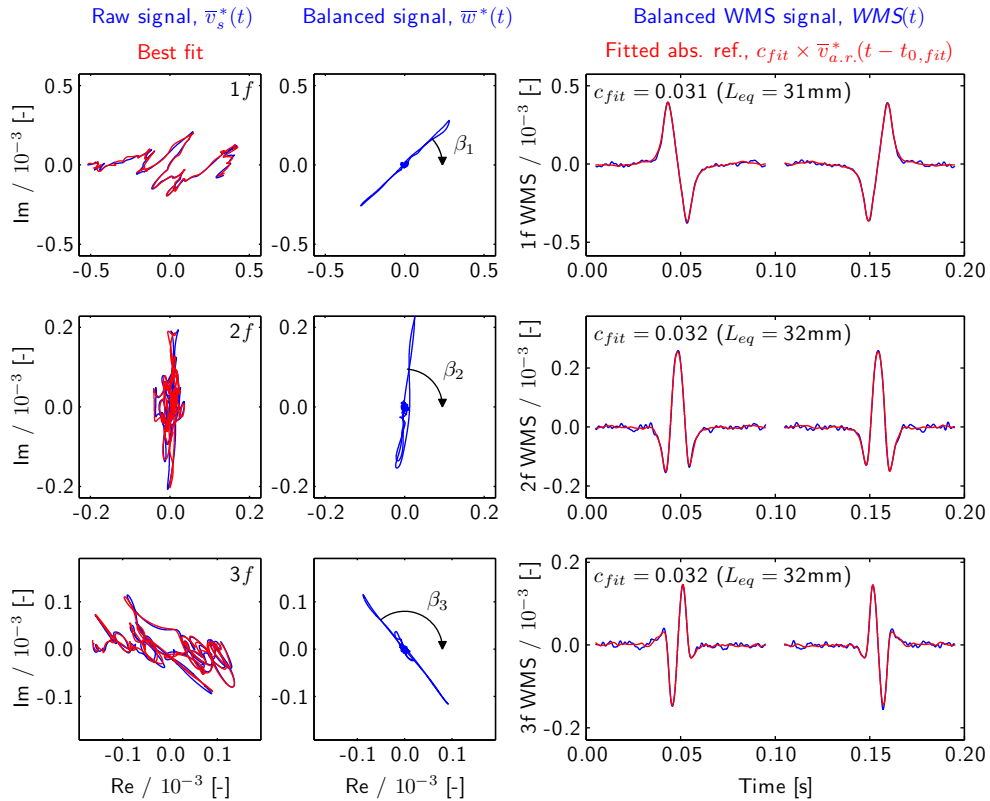 Raw signal, v̅ₛ*(t)
Best fit
Balanced signal, w̅*(t)
Balanced WMS signal, WMS(t)
Fitted abs. ref., c_fit × v̅*_a.r.(t − t_0,fit)
Im / 10⁻³ [-]
0.5
0.0
-0.5
1f
-0.5 0.0 0.5
0.5
0.0
-0.5
β₁
-0.5 0.0 0.5
1f WMS / 10⁻³ [-]
0.5
0.0
-0.5
c_fit = 0.031 (L_eq = 31mm)
0.00 0.05 0.10 0.15 0.20
Im / 10⁻³ [-]
0.2
0.0
-0.2
2f
-0.2 0.0 0.2
0.2
0.0
-0.2
β₂
-0.2 0.0 0.2
2f WMS / 10⁻³ [-]
0.2
0.0
-0.2
c_fit = 0.032 (L_eq = 32mm)
0.00 0.05 0.10 0.15 0.20
Im / 10⁻³ [-]
0.1
0.0
-0.1
3f
-0.1 0.0 0.1
Re / 10⁻³ [-]
0.1
0.0
-0.1
β₃
-0.1 0.0 0.1
Re / 10⁻³ [-]
3f WMS / 10⁻³ [-]
0.2
0.0
-0.2
c_fit = 0.032 (L_eq = 32mm)
0.00 0.05 0.10 0.15 0.20
Time [s]